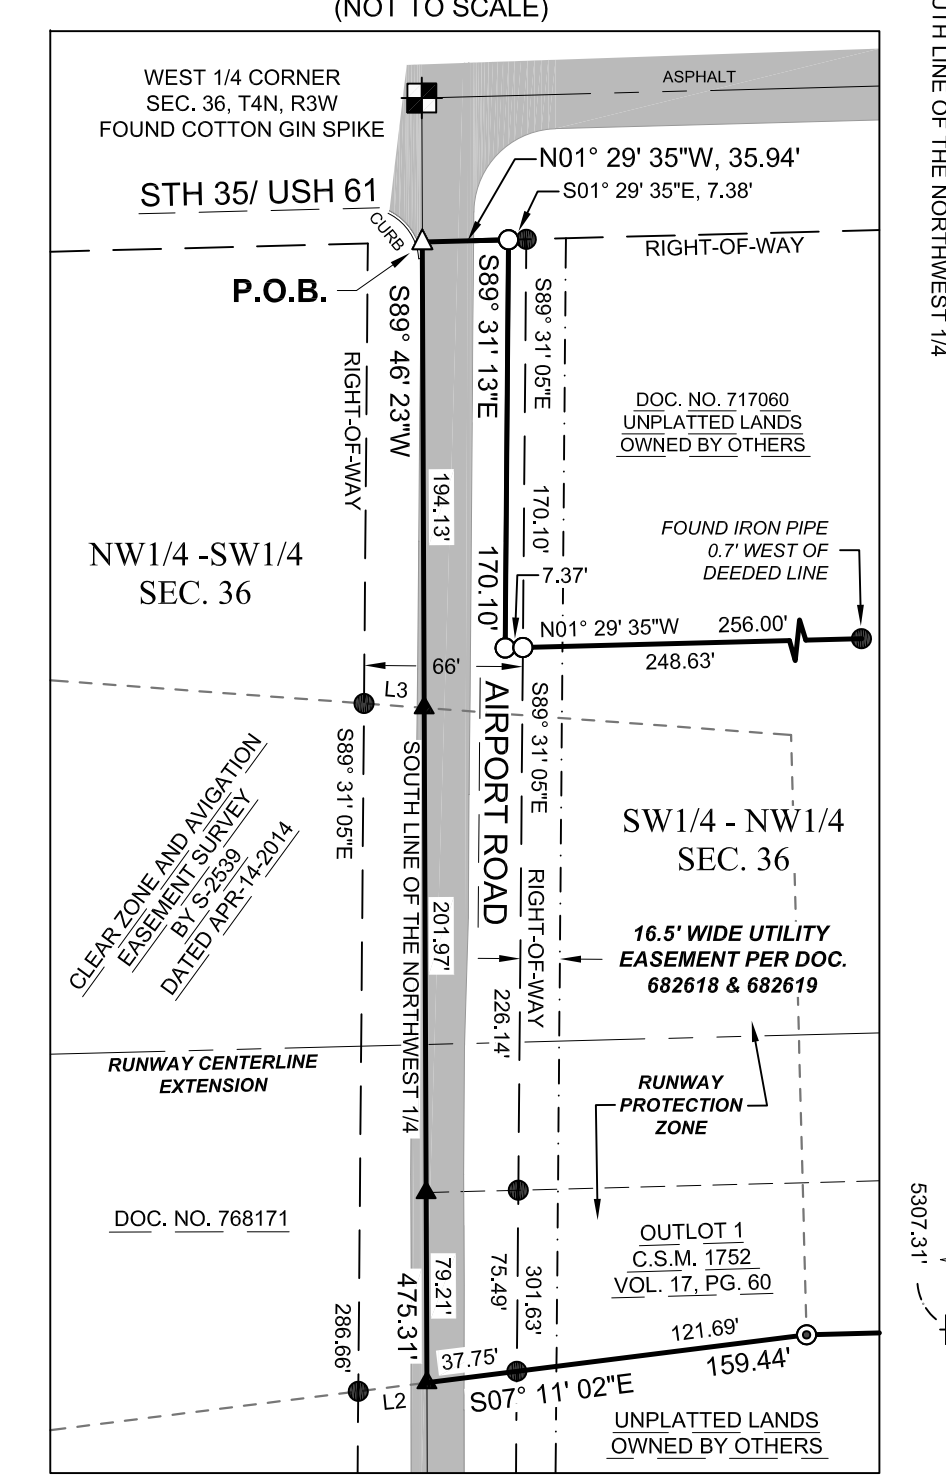 (NOT TO SCALE)
WEST 1/4 CORNER
SEC. 36, T4N, R3W
FOUND COTTON GIN SPIKE
ASPHALT
STH 35/ USH 61
CURB
N01° 29' 35"W, 35.94'
S01° 29' 35"E, 7.38'
RIGHT-OF-WAY
P.O.B.
S89° 46' 23"W
S89° 31' 13"E
S89° 31' 05"E
RIGHT-OF-WAY
DOC. NO. 717060
UNPLATTED LANDS
OWNED BY OTHERS
194.13'
170.10'
170.10'
FOUND IRON PIPE
0.7' WEST OF
DEEDED LINE
NW1/4 -SW1/4
SEC. 36
7.37'
N01° 29' 35"W
256.00'
248.63'
66'
L3
AIRPORT ROAD
S89° 31' 05"E
S89° 31' 05"E
SOUTH LINE OF THE NORTHWEST 1/4
CLEAR ZONE AND AVIGATION
EASEMENT SURVEY
BY S-2539
DATED APR-14-2014
SW1/4 - NW1/4
SEC. 36
201.97'
RIGHT-OF-WAY
16.5' WIDE UTILITY
EASEMENT PER DOC.
682618 & 682619
226.14'
RUNWAY CENTERLINE
EXTENSION
RUNWAY
PROTECTION
ZONE
DOC. NO. 768171
OUTLOT 1
C.S.M. 1752
VOL. 17, PG. 60
79.21'
475.31'
75.49'
301.63'
286.66'
37.75'
121.69'
159.44'
L2
S07° 11' 02"E
UNPLATTED LANDS
OWNED BY OTHERS
LINE OF THE NORTHWEST 1/4
5307.31'